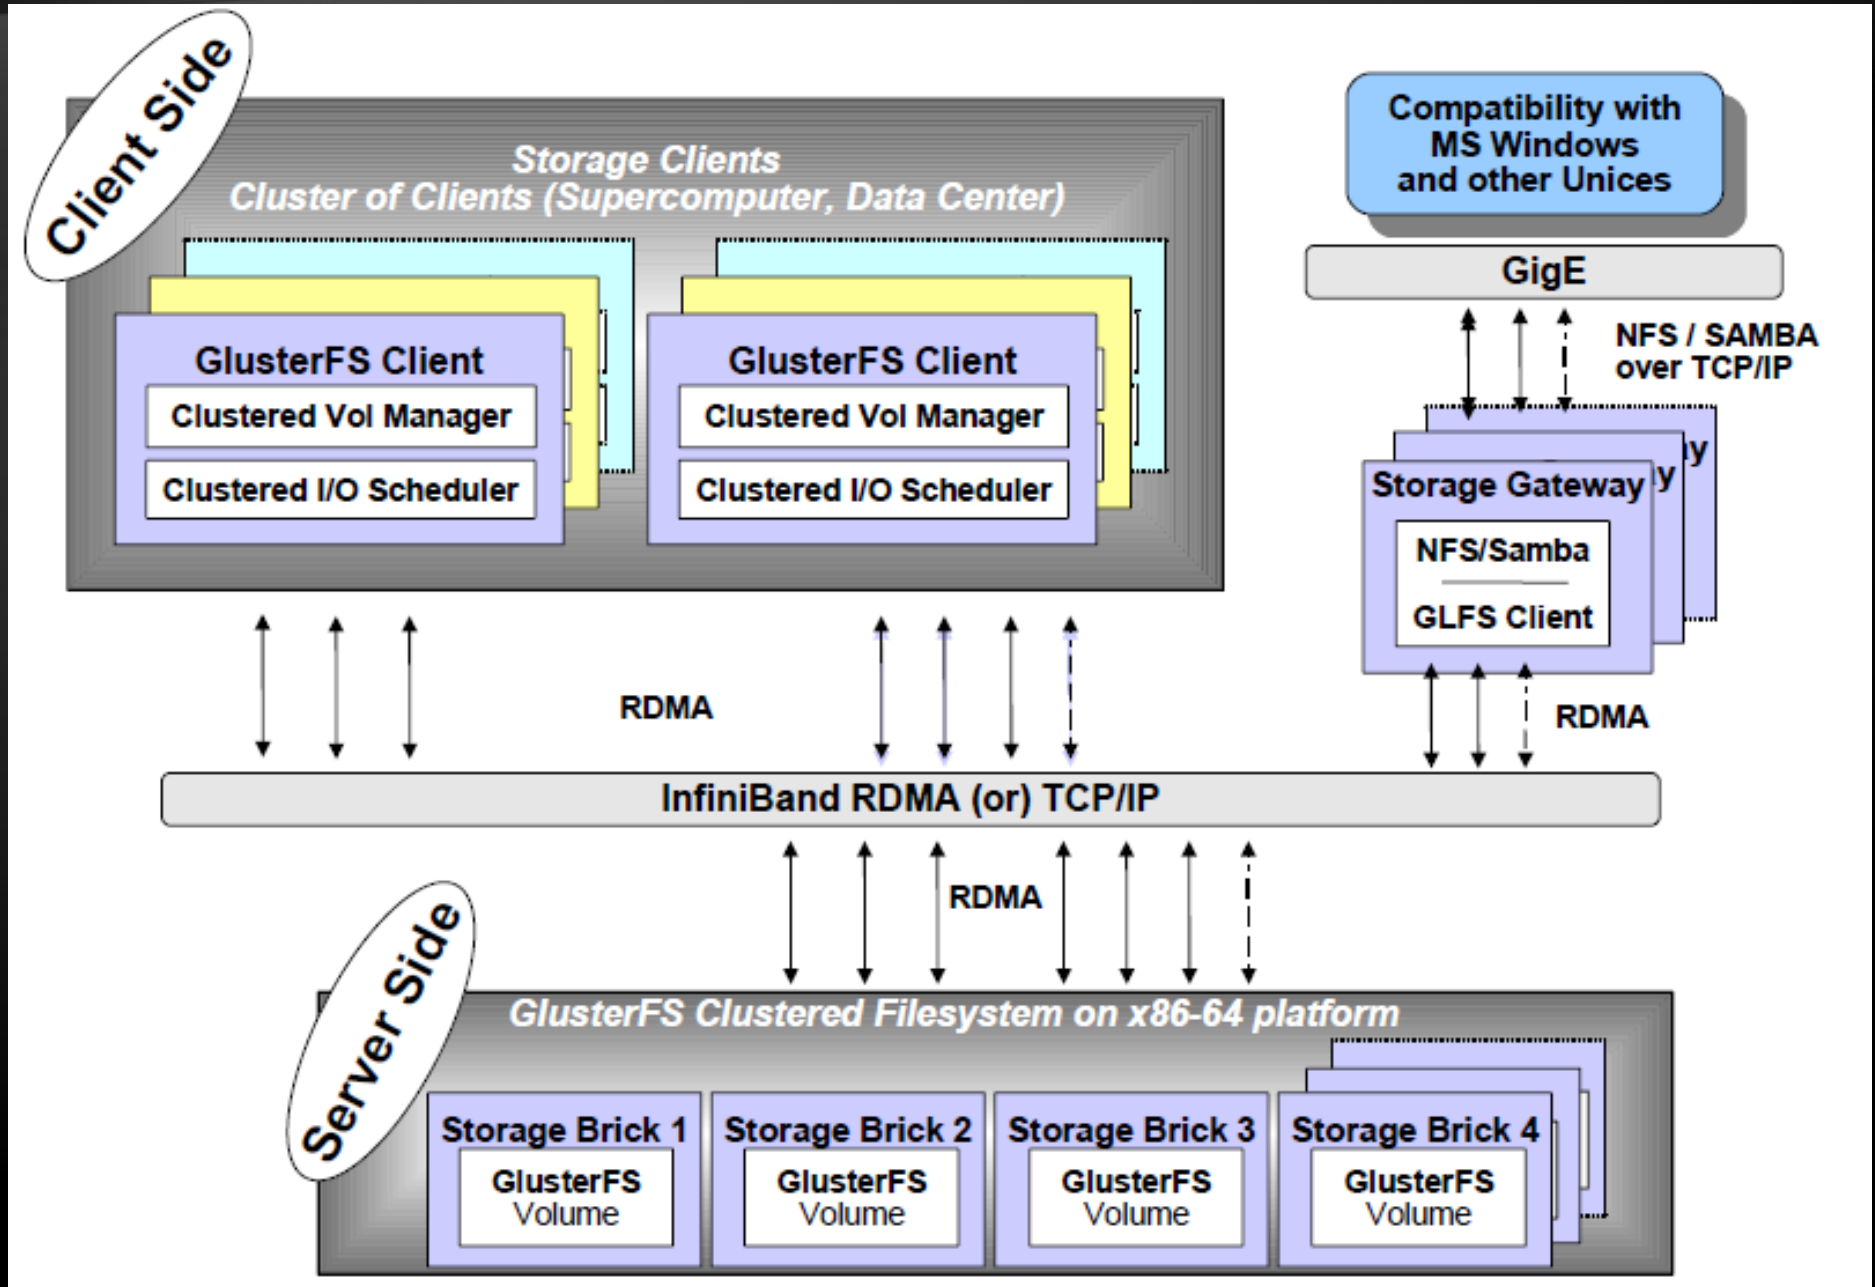 Client Side
Storage Clients
Cluster of Clients (Supercomputer, Data Center)
GlusterFS Client
Clustered Vol Manager
Clustered I/O Scheduler
GlusterFS Client
Clustered Vol Manager
Clustered I/O Scheduler
Compatibility with
MS Windows
and other Unices
GigE
NFS / SAMBA
over TCP/IP
Storage Gateway
NFS/Samba
GLFS Client
RDMA
RDMA
InfiniBand RDMA (or) TCP/IP
RDMA
Server Side
GlusterFS Clustered Filesystem on x86-64 platform
Storage Brick 1
GlusterFS
Volume
Storage Brick 2
GlusterFS
Volume
Storage Brick 3
GlusterFS
Volume
Storage Brick 4
GlusterFS
Volume